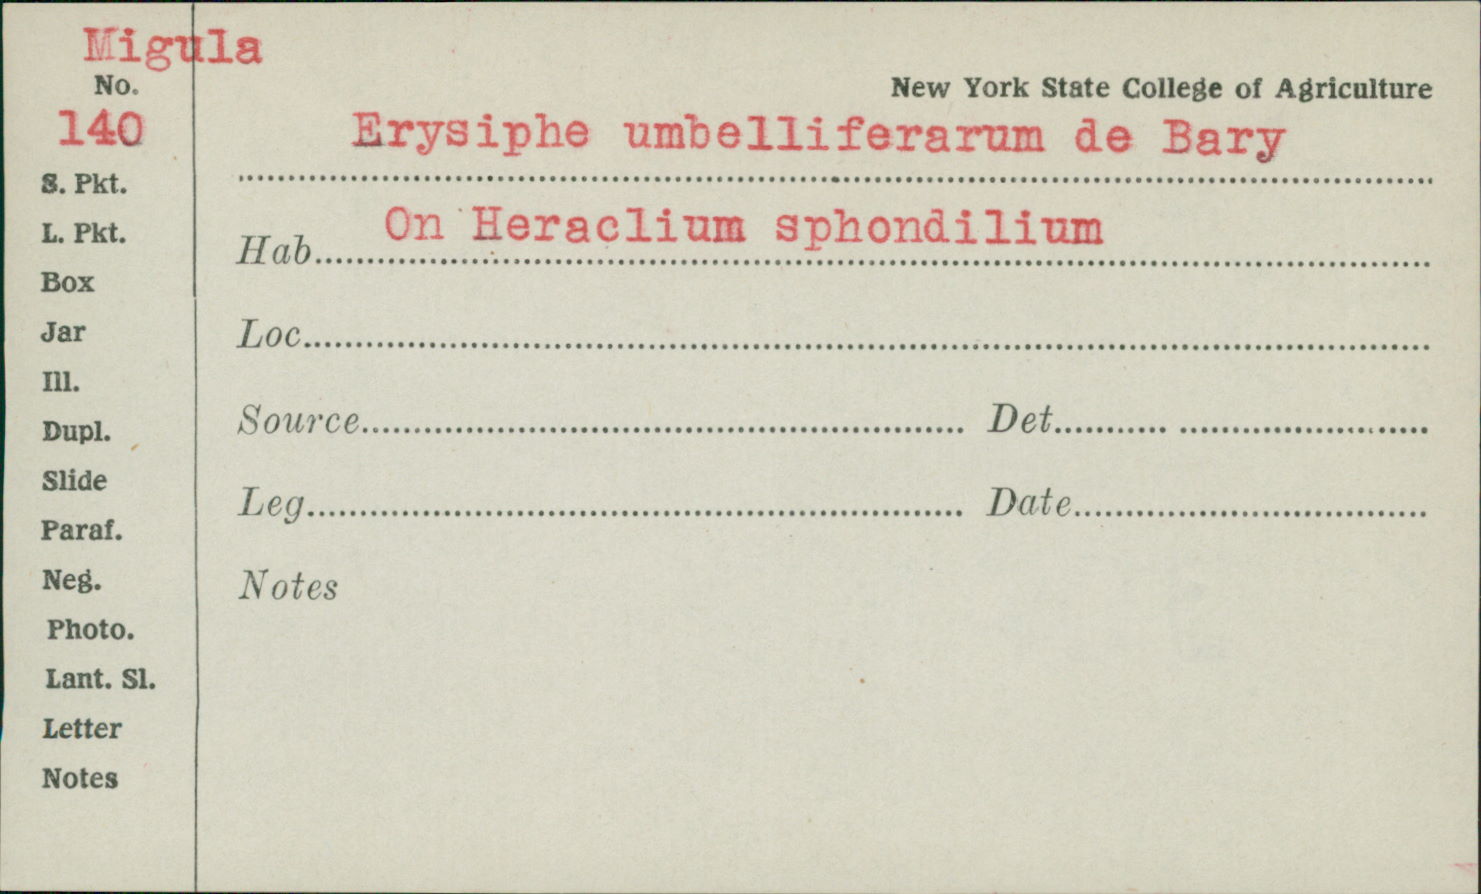 Migula
No.
140
New York State College of Agriculture
Erysiphe umbelliferarum de Bary
S. Pkt.
L. Pkt.
Box
Jar
Ill.
Dupl.
Slide
Paraf.
Neg.
Photo.
Lant. Sl.
Letter
Notes
Hab. On Heraclium sphondilium
Loc.
Source. Det.
Leg. Date.
Notes